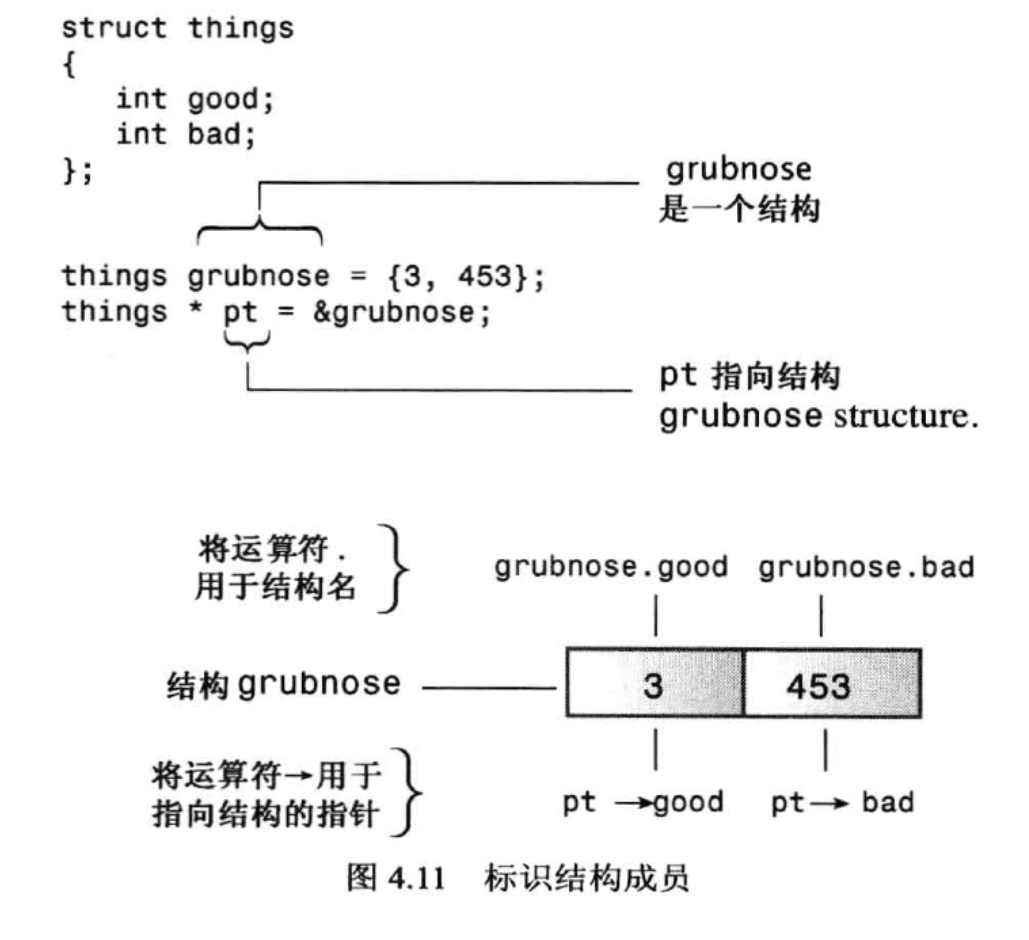 struct things
{
int good;
int bad;
};
grubnose
是一个结构
things grubnose = {3, 453};
things * pt = &grubnose;
pt 指向结构
grubnose structure.
将运算符 .
用于结构名
grubnose.good grubnose.bad
结构 grubnose
3 453
将运算符→用于
指向结构的指针
pt →good pt→ bad
图 4.11 标识结构成员